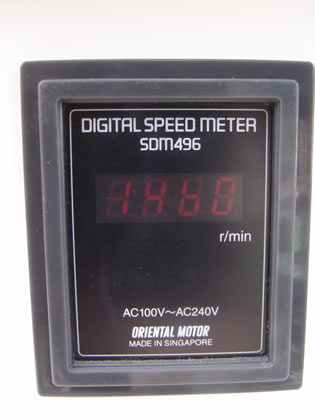 DIGITAL SPEED METER
SDM496
1460
r/min
AC100V～AC240V
ORIENTAL MOTOR
MADE IN SINGAPORE